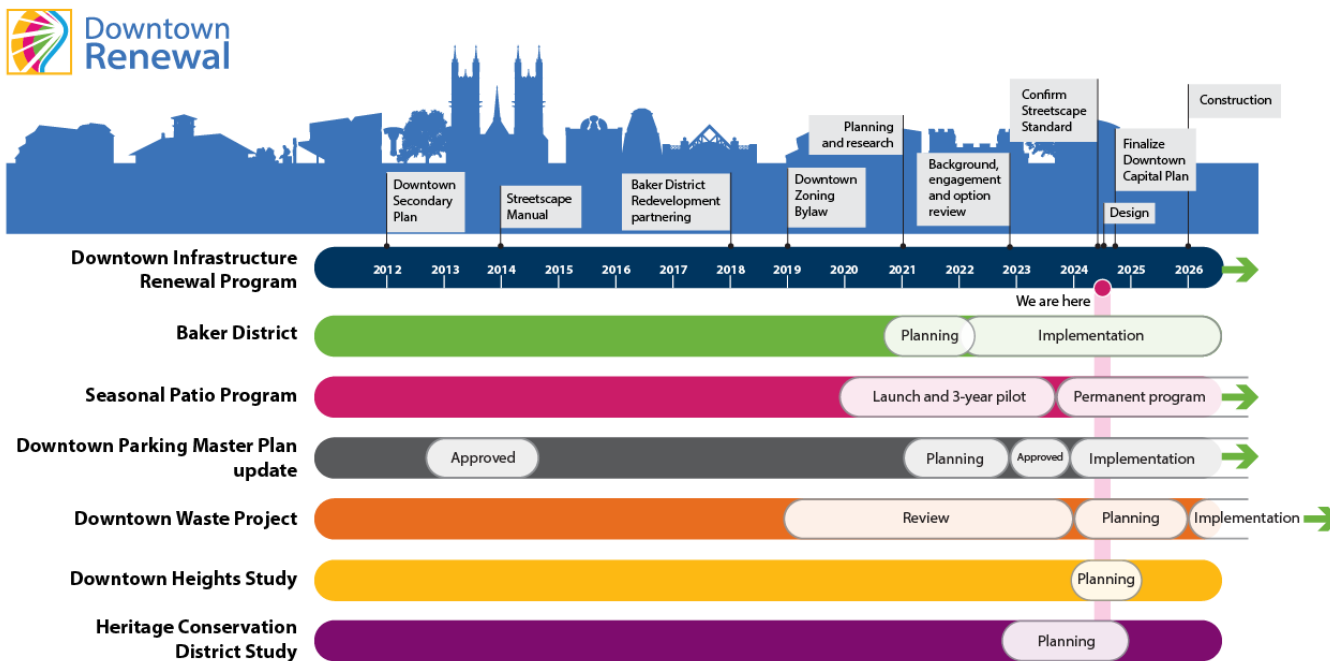 Downtown
Renewal
Downtown
Secondary
Plan
Streetscape
Manual
Baker District
Redevelopment
partnering
Downtown
Zoning
Bylaw
Planning
and research
Background,
engagement
and option
review
Confirm
Streetscape
Standard
Finalize
Downtown
Capital Plan
Design
Construction
Downtown Infrastructure
Renewal Program
2012 2013 2014 2015 2016 2017 2018 2019 2020 2021 2022 2023 2024 2025 2026
We are here
Baker District
Planning
Implementation
Seasonal Patio Program
Launch and 3-year pilot
Permanent program
Downtown Parking Master Plan
update
Approved
Planning
Approved
Implementation
Downtown Waste Project
Review
Planning
Implementation
Downtown Heights Study
Planning
Heritage Conservation
District Study
Planning